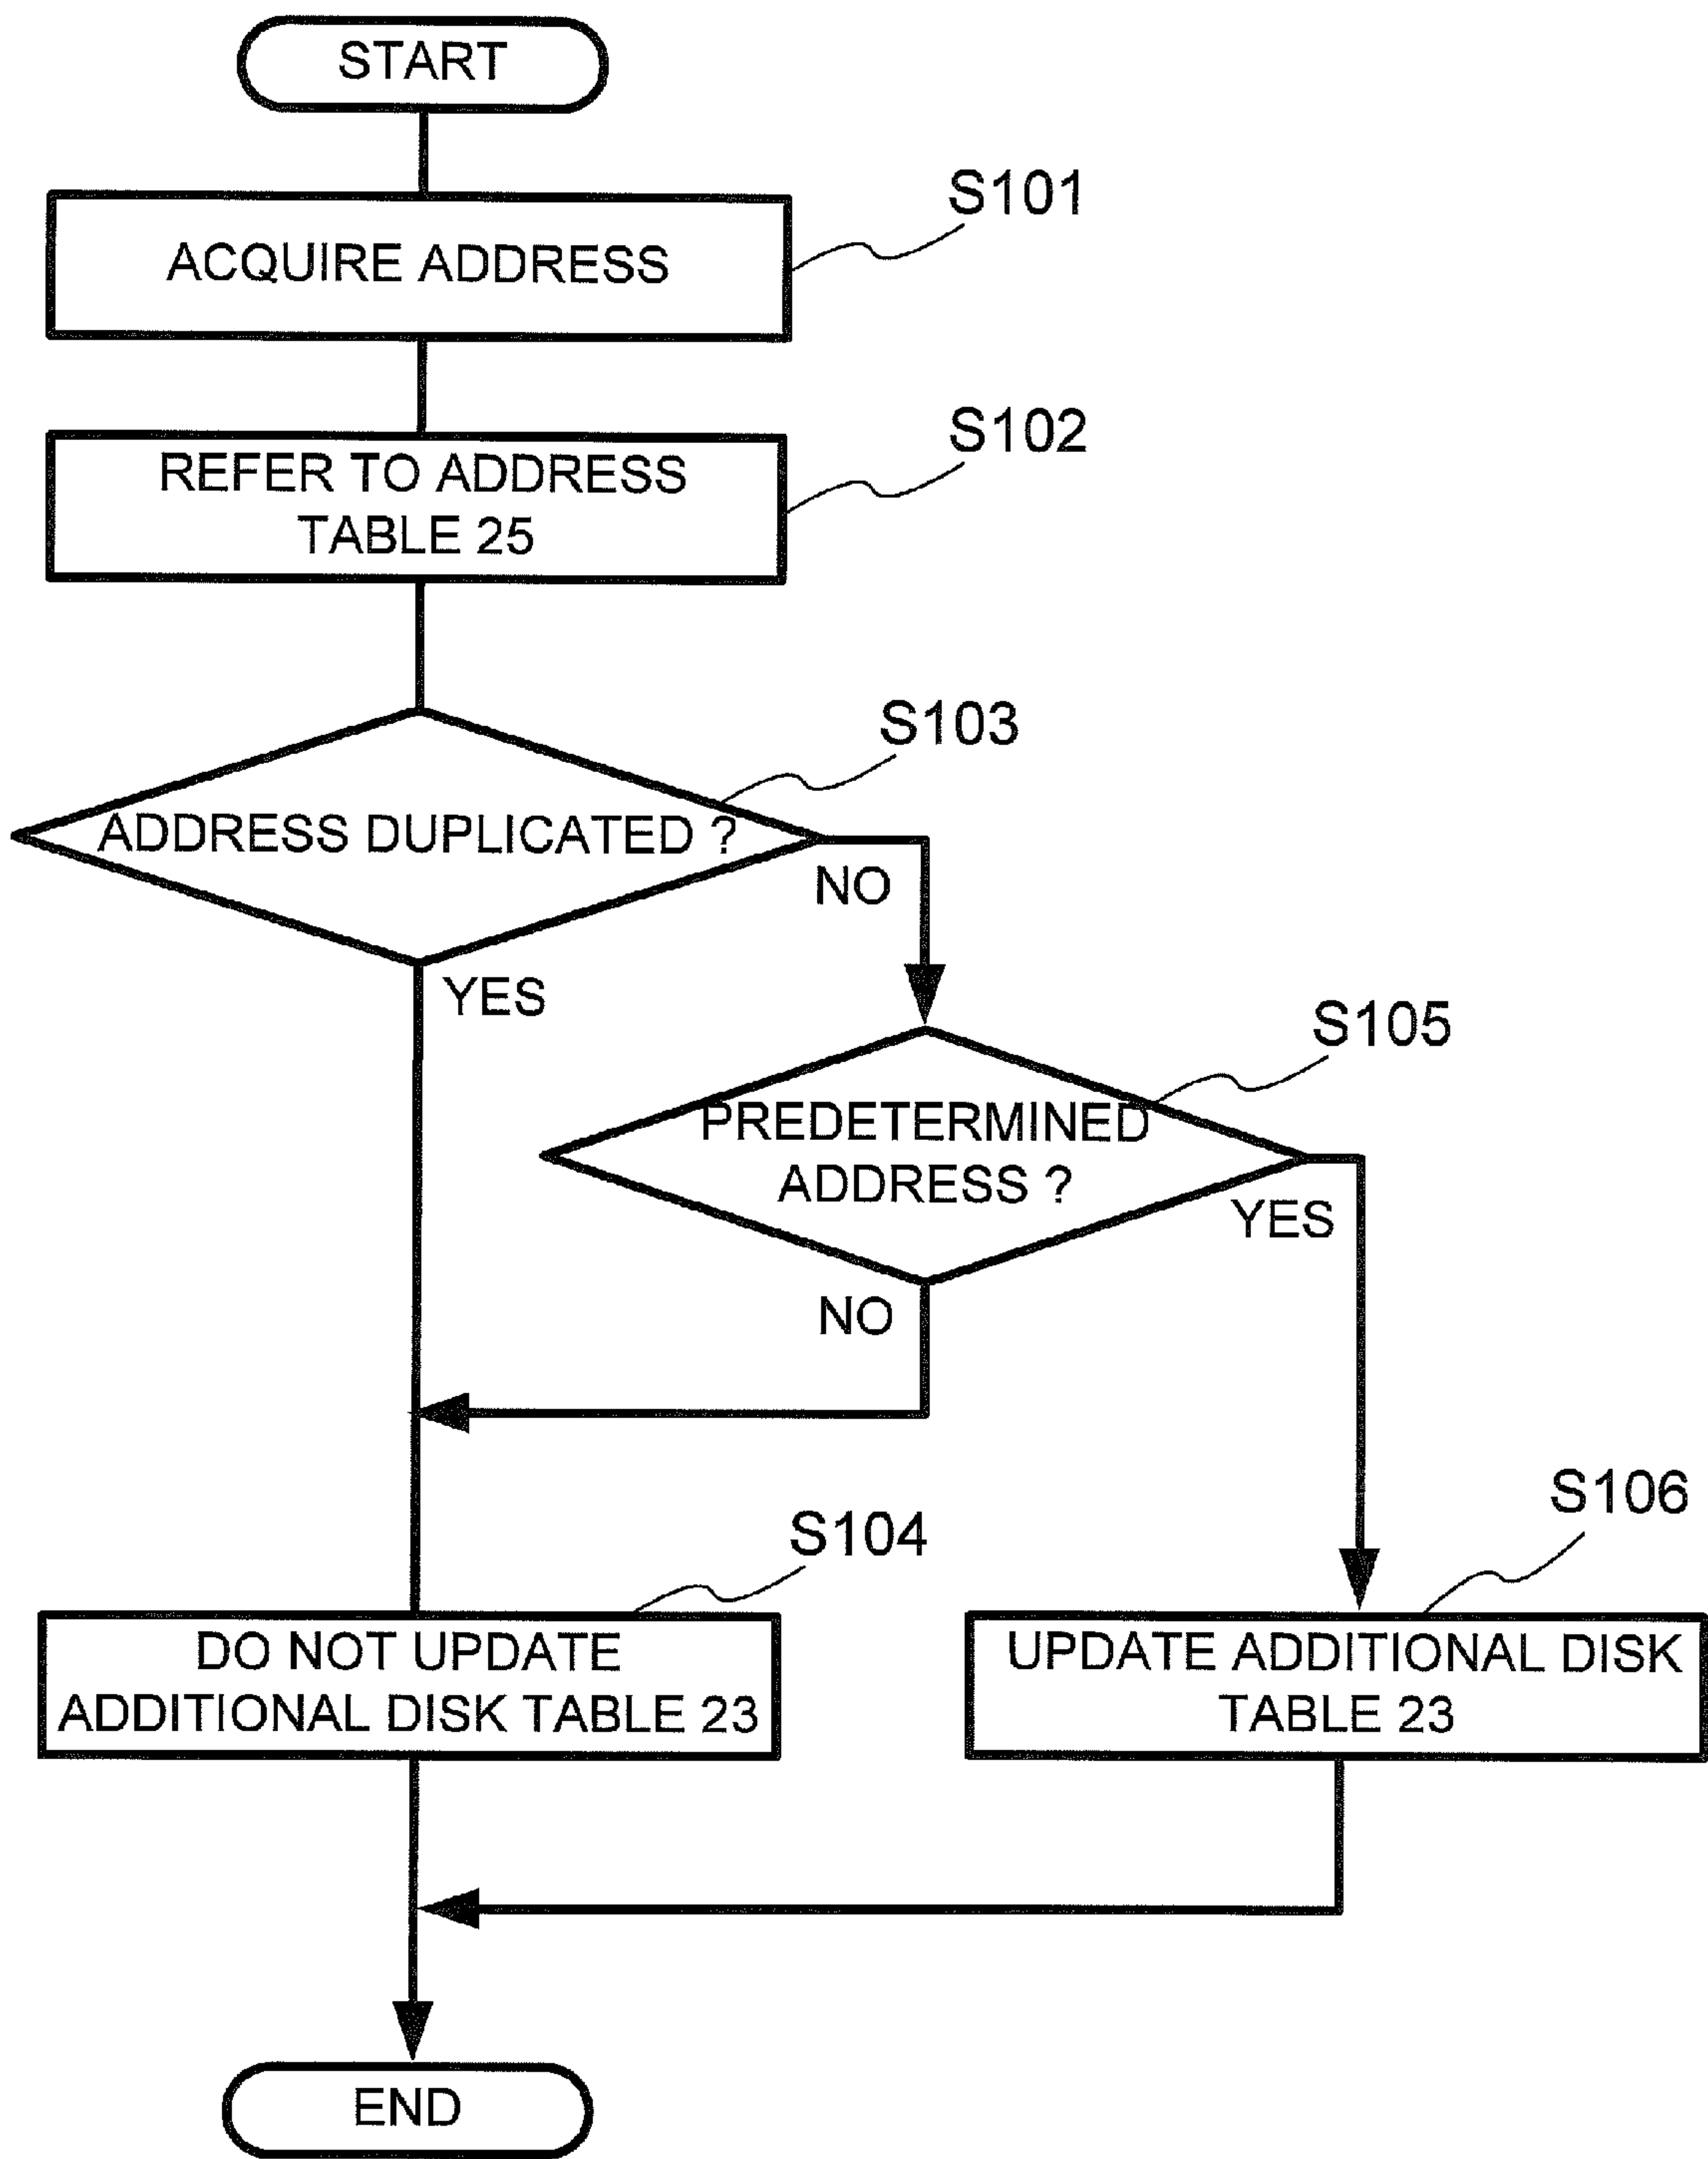 START
S101
ACQUIRE ADDRESS
S102
REFER TO ADDRESS
TABLE 25
S103
ADDRESS DUPLICATED ?
NO
YES
S105
PREDETERMINED
ADDRESS ?
YES
NO
S106
S104
DO NOT UPDATE
ADDITIONAL DISK TABLE 23
UPDATE ADDITIONAL DISK
TABLE 23
END